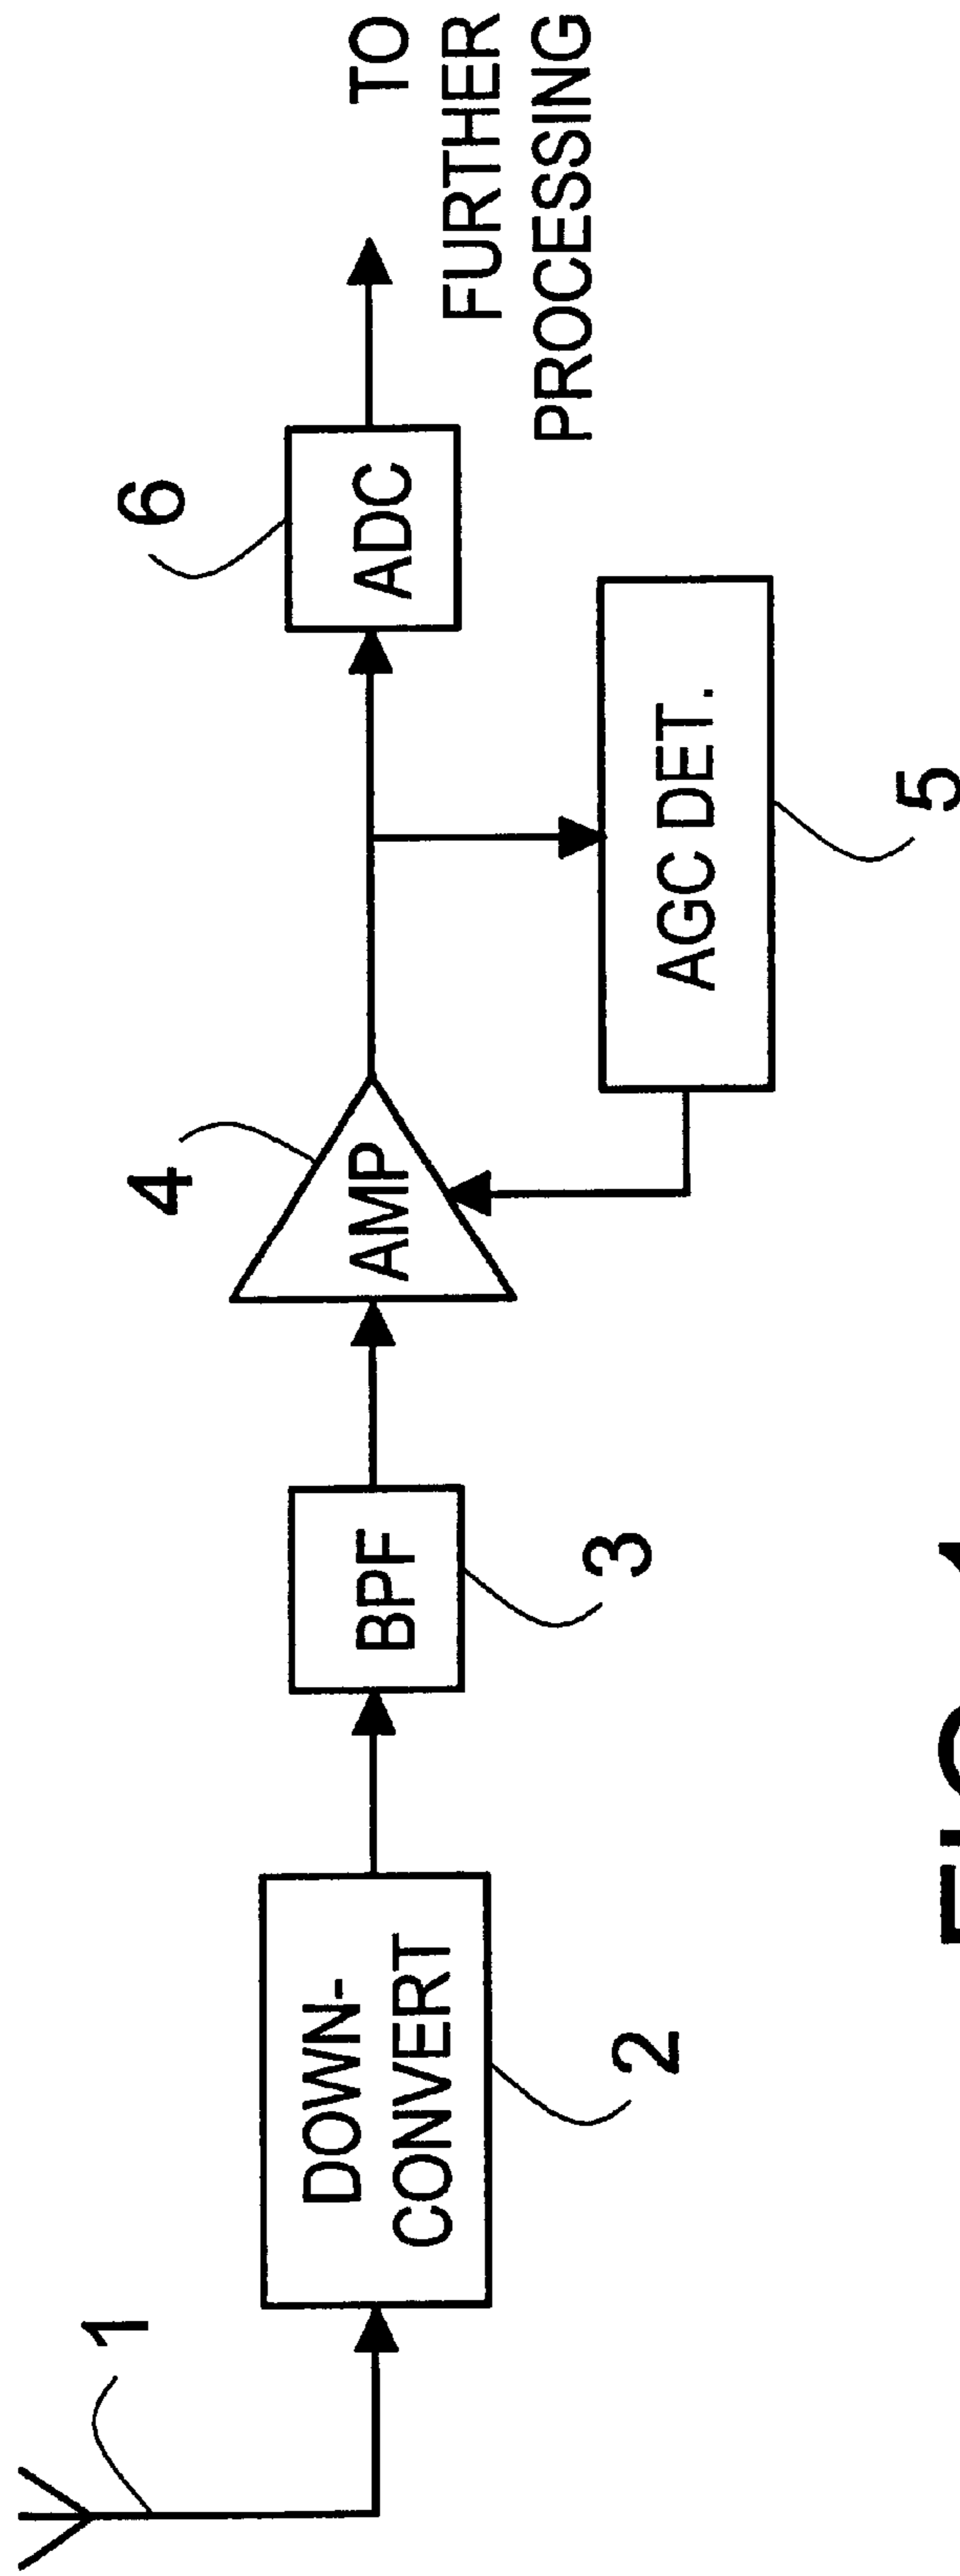 1
DOWN-
CONVERT
2
BPF
3
AMP
4
AGC DET.
5
ADC
6
TO
FURTHER
PROCESSING